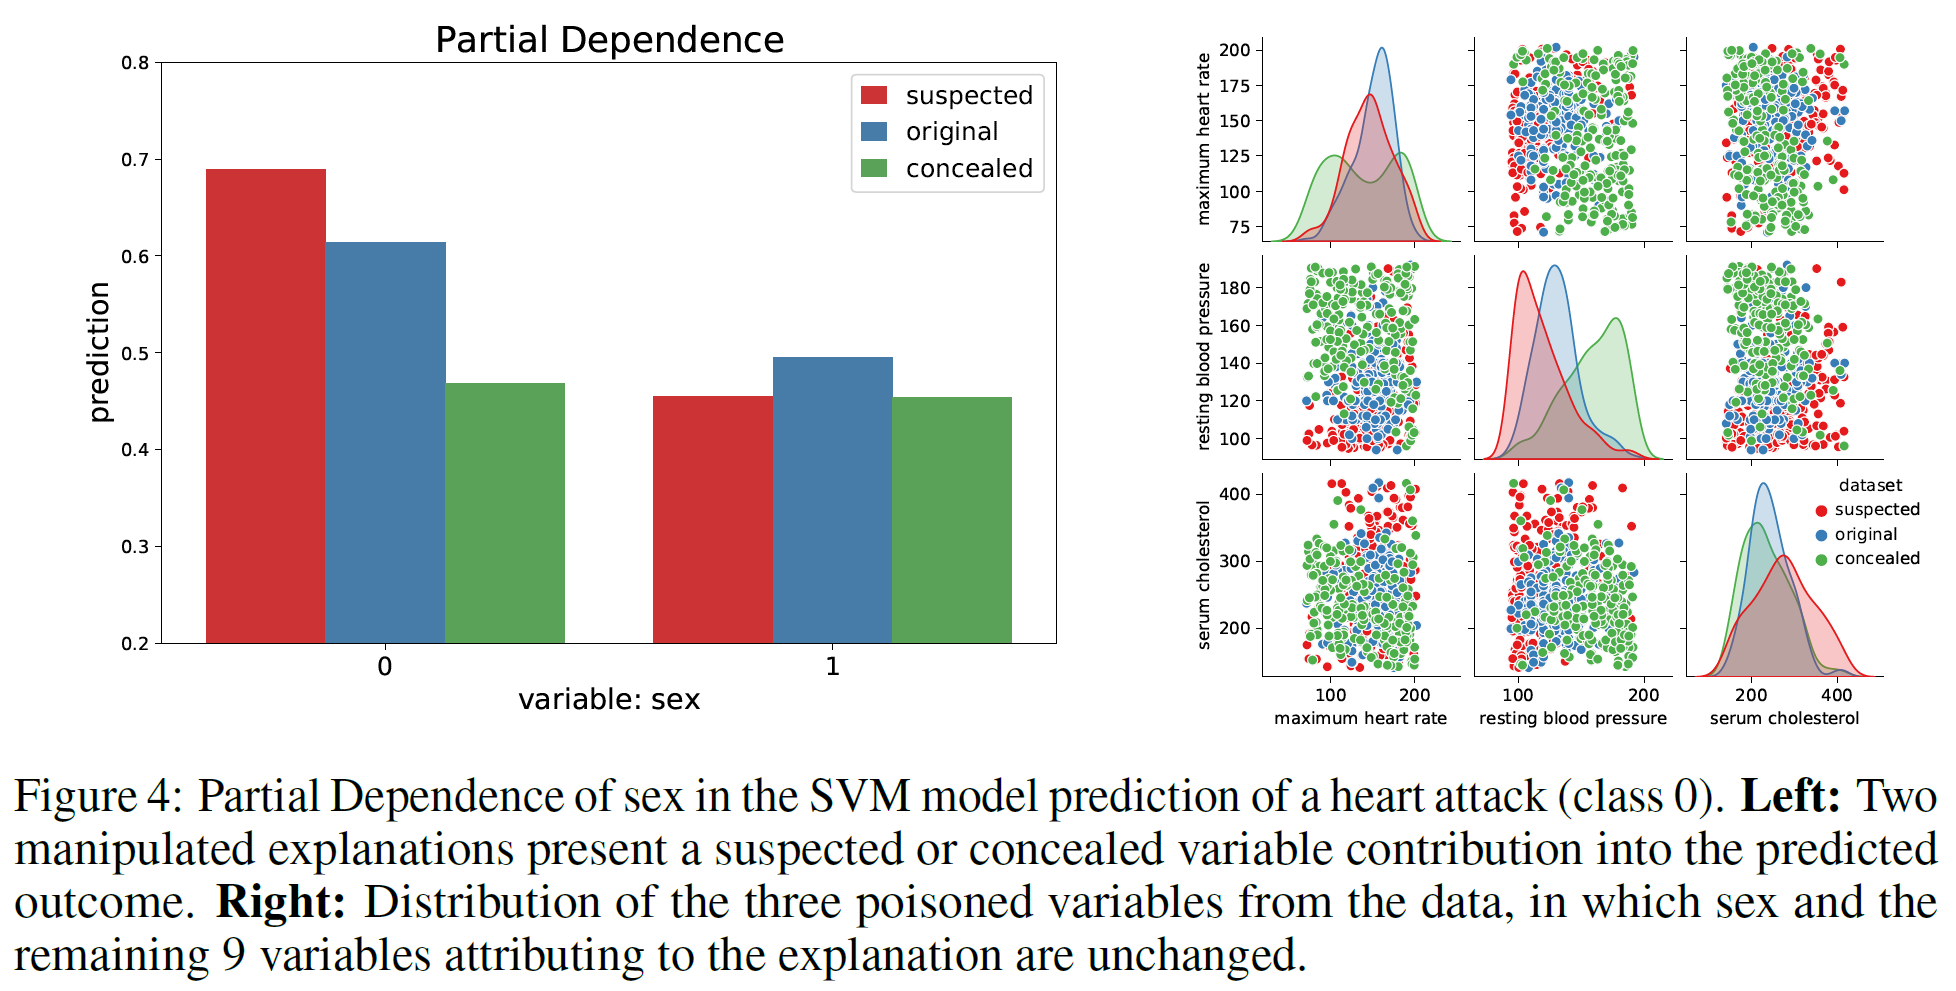 Partial Dependence
0.8
0.7
0.6
0.5
0.4
0.3
0.2
prediction
suspected
original
concealed
0 1
variable: sex
maximum heart rate
200
175
150
125
100
75
resting blood pressure
180
160
140
120
100
serum cholesterol
400
300
200
dataset
suspected
original
concealed
100 200 100 200 200 400
maximum heart rate resting blood pressure serum cholesterol
Figure 4: Partial Dependence of sex in the SVM model prediction of a heart attack (class 0). Left: Two
manipulated explanations present a suspected or concealed variable contribution into the predicted
outcome. Right: Distribution of the three poisoned variables from the data, in which sex and the
remaining 9 variables attributing to the explanation are unchanged.